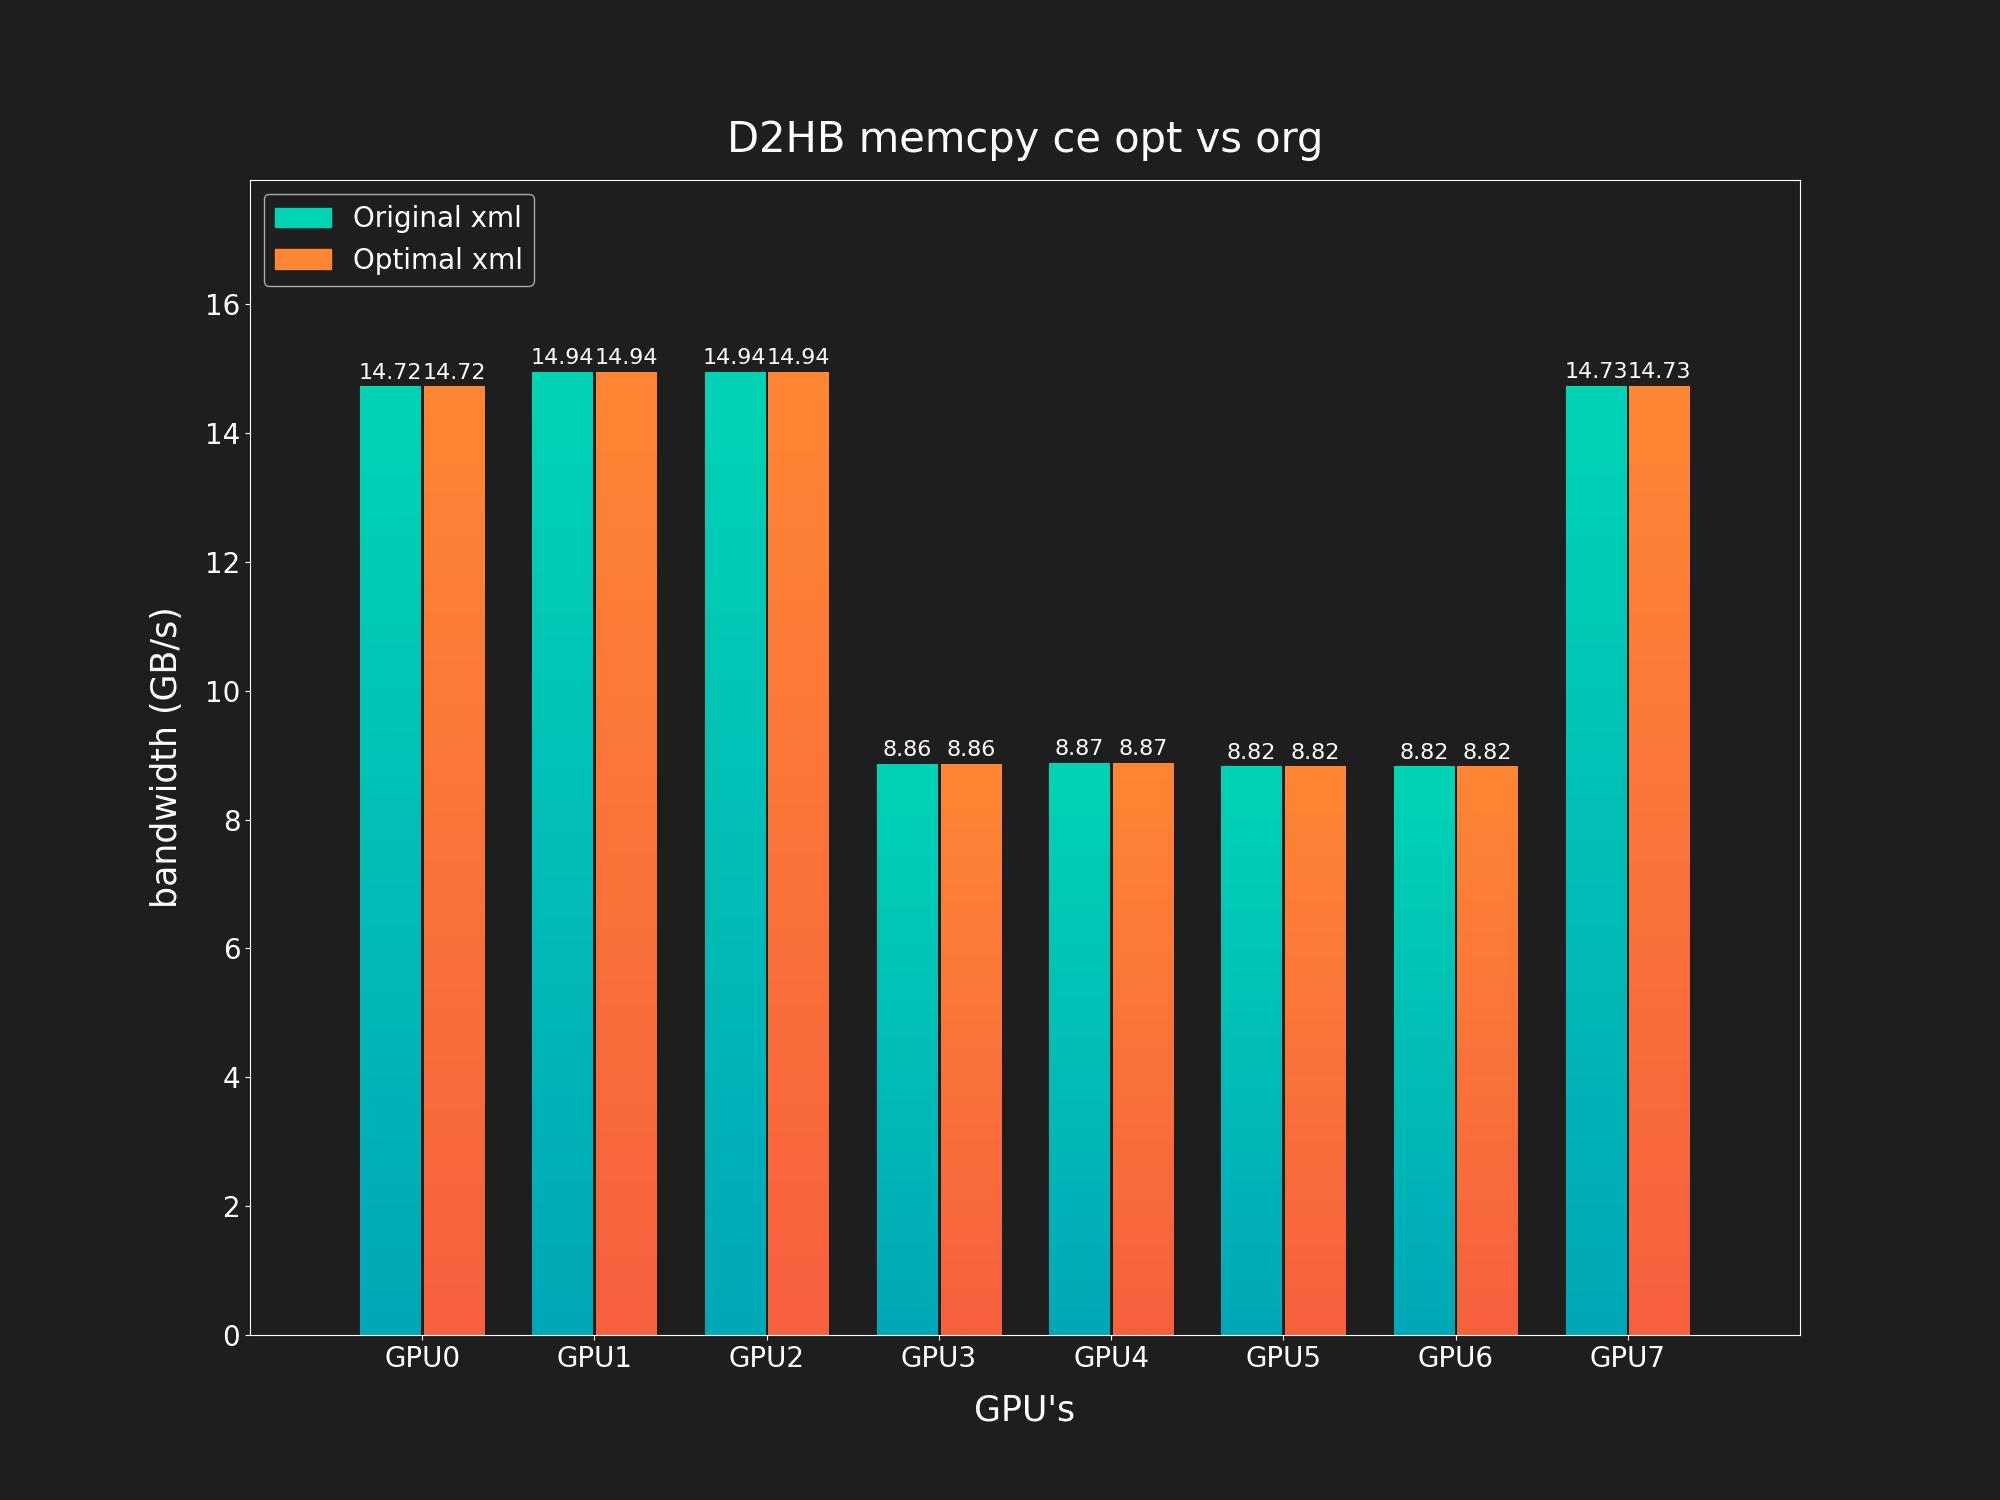 D2HB memcpy ce opt vs org
Original xml
Optimal xml
bandwidth (GB/s)
16
14
12
10
8
6
4
2
0
14.72 14.72 14.94 14.94 14.94 14.94 8.86 8.86 8.87 8.87 8.82 8.82 8.82 8.82 14.73 14.73
GPU0 GPU1 GPU2 GPU3 GPU4 GPU5 GPU6 GPU7
GPU's